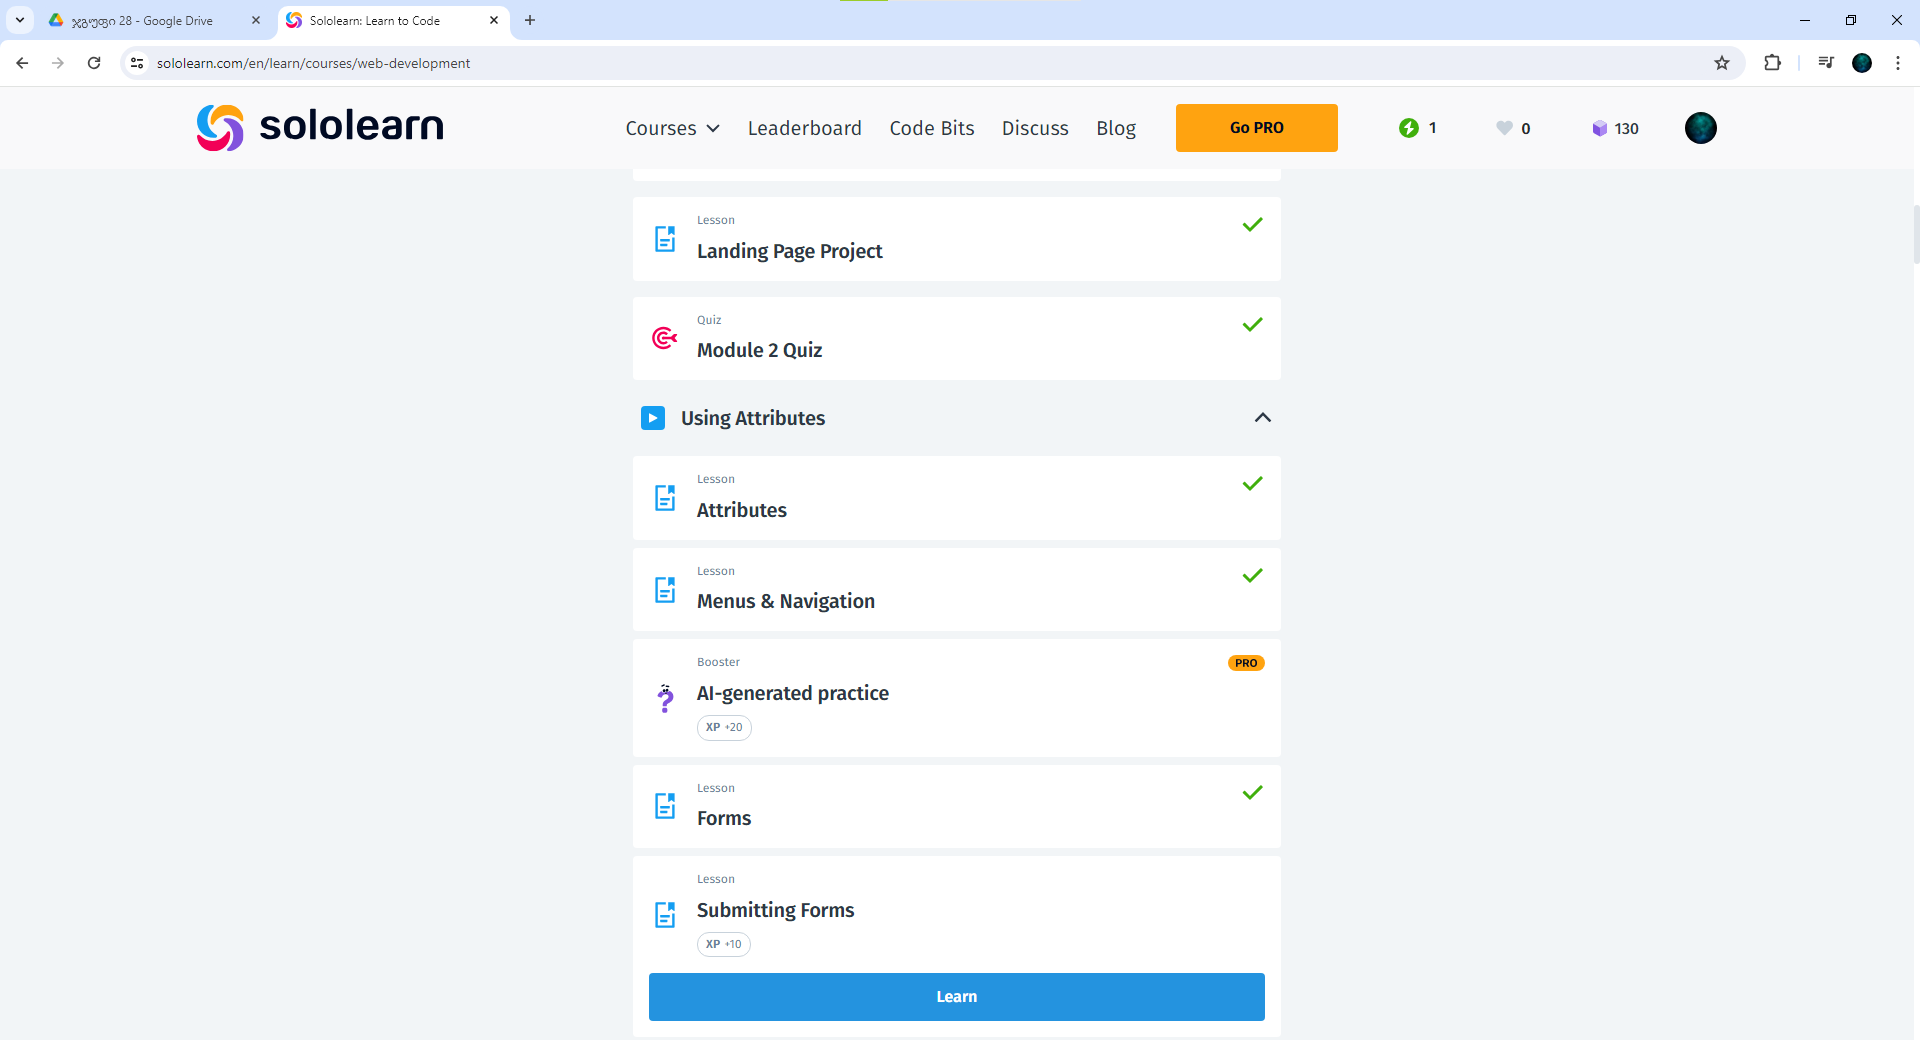 ჯგუფი 28 - Google Drive
Sololearn: Learn to Code
sololearn.com/en/learn/courses/web-development
sololearn
Courses
Leaderboard
Code Bits
Discuss
Blog
Go PRO
1
0
130
Lesson
Landing Page Project
Quiz
Module 2 Quiz
Using Attributes
Lesson
Attributes
Lesson
Menus & Navigation
Booster
PRO
AI-generated practice
XP +20
Lesson
Forms
Lesson
Submitting Forms
XP +10
Learn